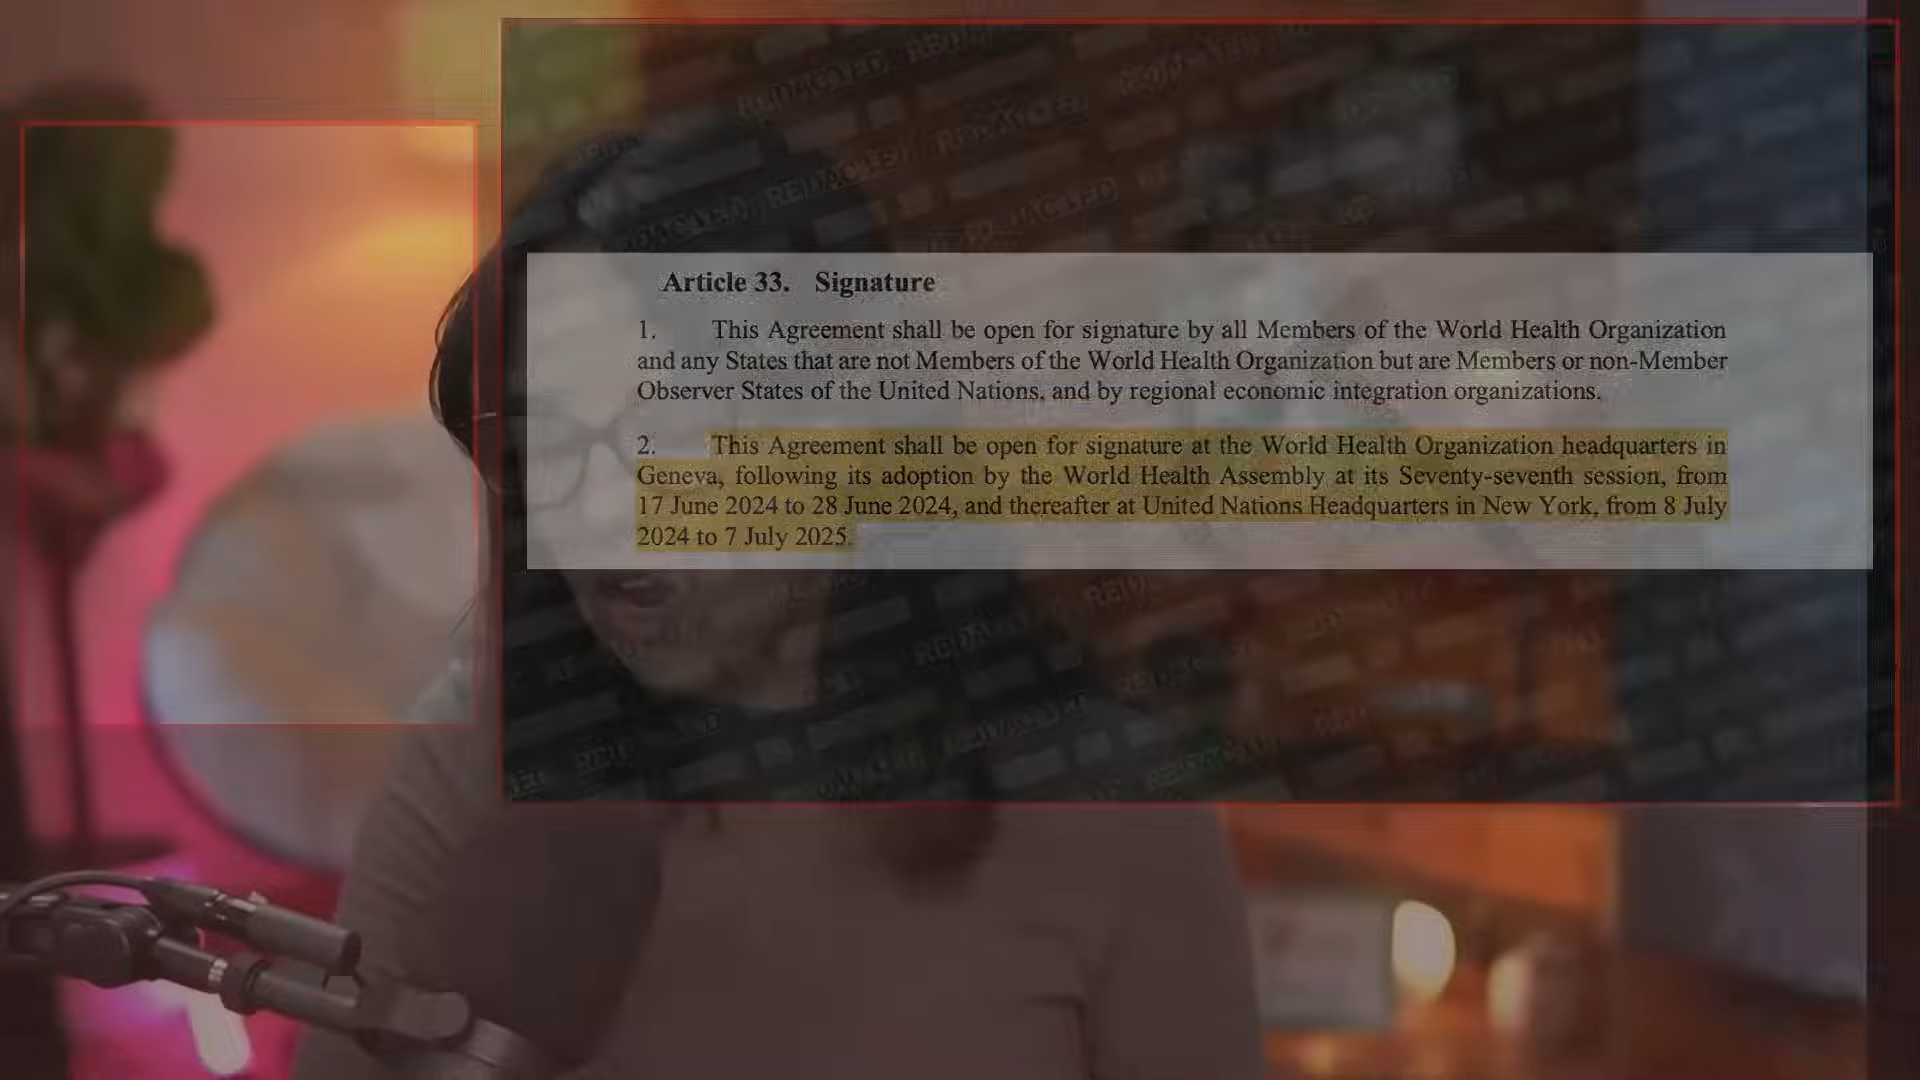 Article 33. Signature
1. This Agreement shall be open for signature by all Members of the World Health Organization
and any States that are not Members of the World Health Organization but are Members or non-Member
Observer States of the United Nations, and by regional economic integration organizations.
2. This Agreement shall be open for signature at the World Health Organization headquarters in
Geneva, following its adoption by the World Health Assembly at its Seventy-seventh session, from
17 June 2024 to 28 June 2024, and thereafter at United Nations Headquarters in New York, from 8 July
2024 to 7 July 2025.